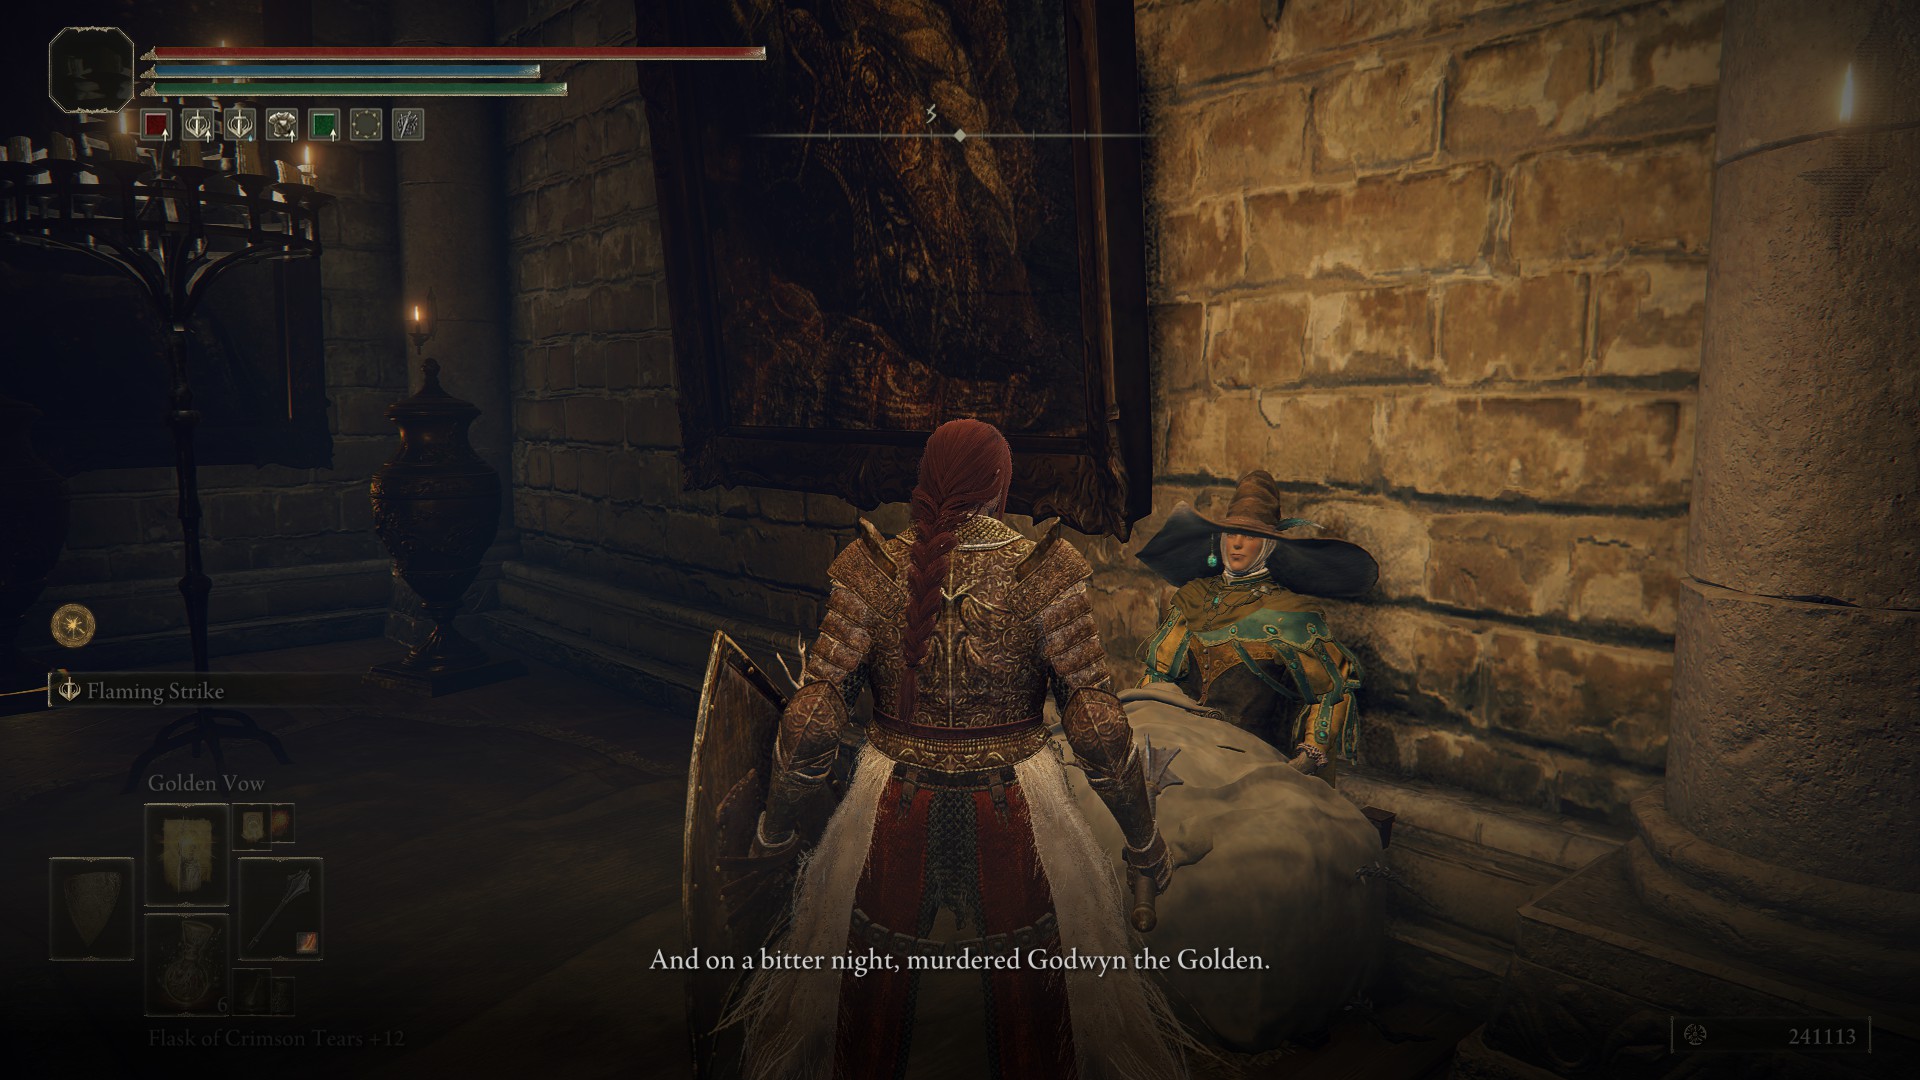 Flaming Strike
Golden Vow
6
And on a bitter night, murdered Godwyn the Golden.
Flask of Crimson Tears +12
241113